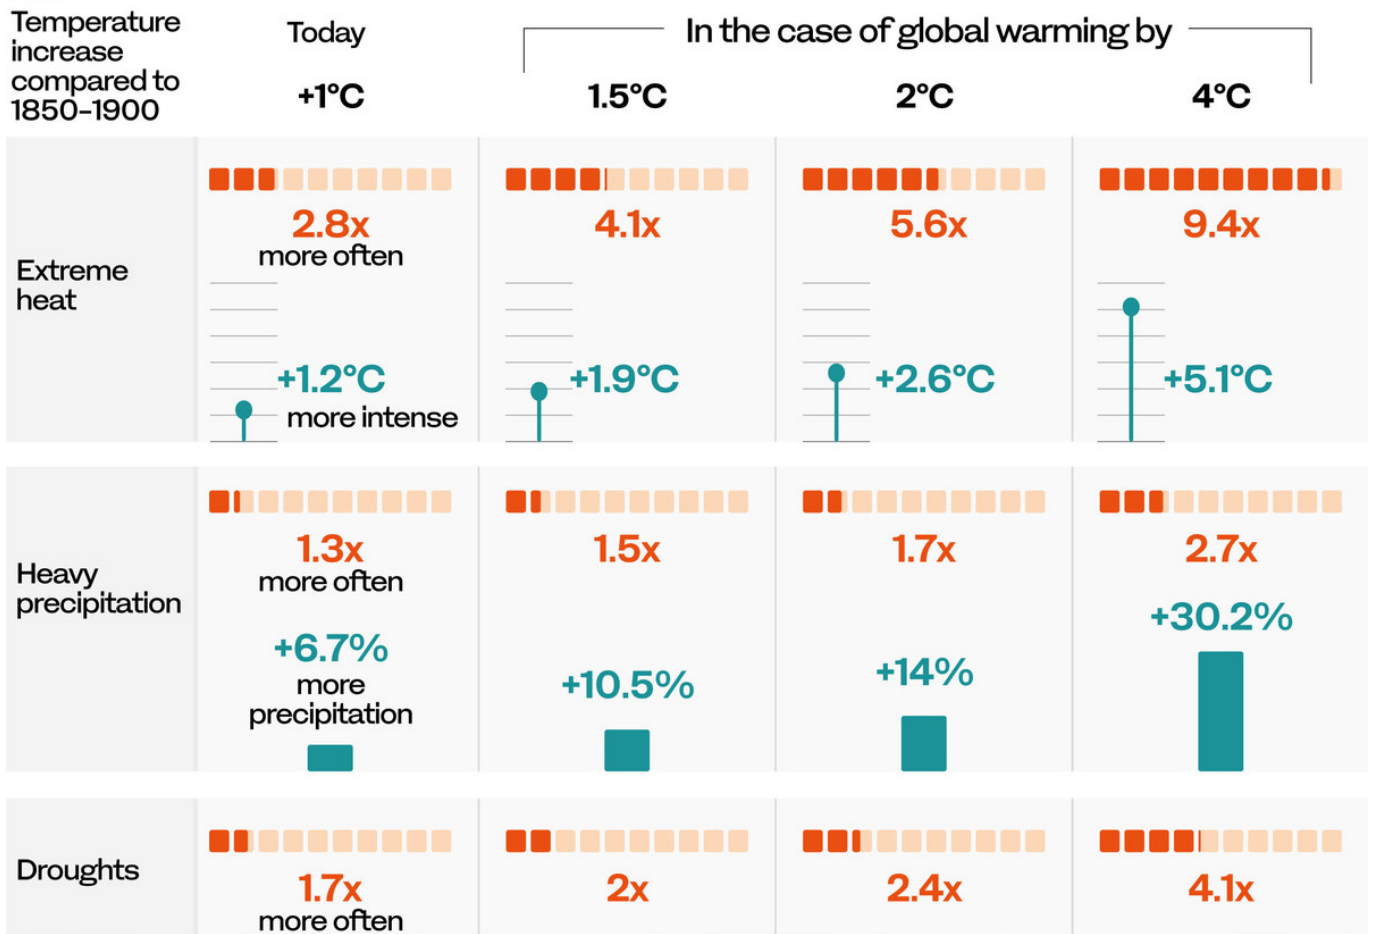 Temperature
increase
compared to
1850–1900
Today
+1°C
In the case of global warming by
1.5°C
2°C
4°C
Extreme
heat
2.8x
more often
4.1x
5.6x
9.4x
+1.2°C
more intense
+1.9°C
+2.6°C
+5.1°C
Heavy
precipitation
1.3x
more often
1.5x
1.7x
2.7x
+6.7%
more
precipitation
+10.5%
+14%
+30.2%
Droughts
1.7x
more often
2x
2.4x
4.1x